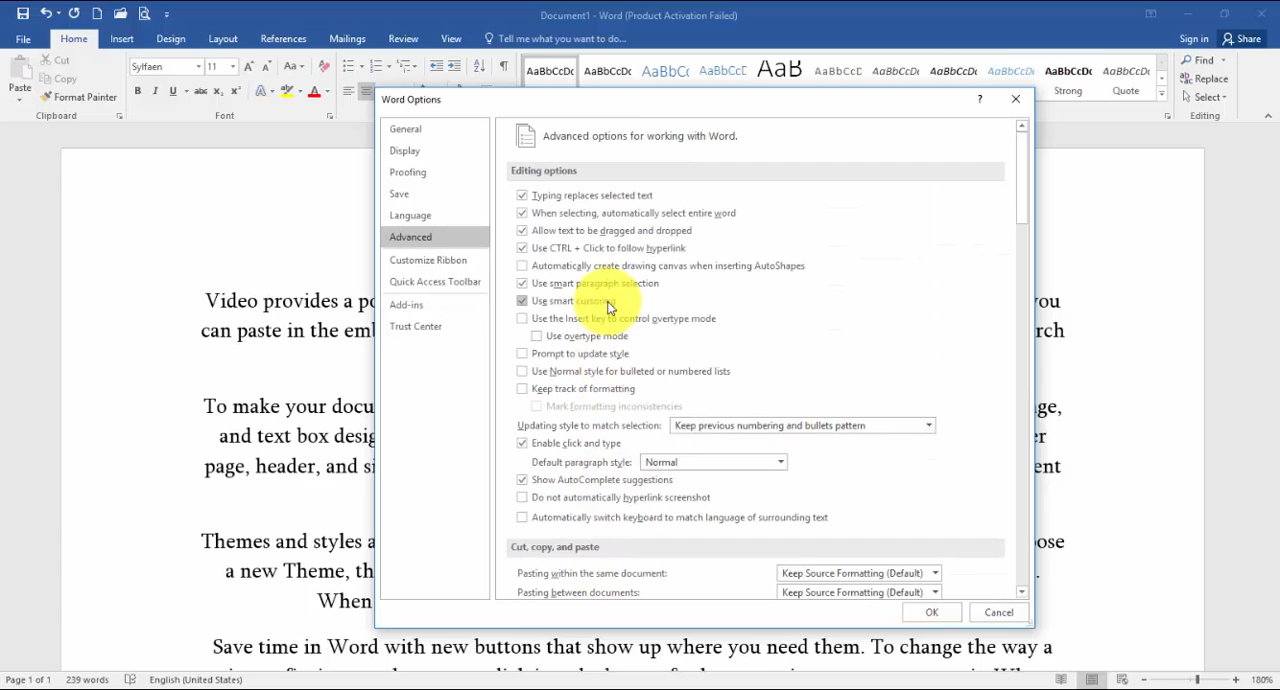 Document1 - Word (Product Activation Failed)
File Home Insert Design Layout References Mailings Review View Tell me what you want to do... Sign in Share
Paste Cut Copy Format Painter Clipboard
Sylfaen 11 Aa
B I U abc x₂ x² A A Font
AaBbCcDc AaBbCcDc AaBbCc AaBbCcC AaB AaBbCcD AaBbCcDc AaBbCcDc AaBbCcDc AaBbCcDc AaBbCcDc
Strong Quote
Find Replace Select Editing
Word Options ?
General
Display
Proofing
Save
Language
Advanced
Customize Ribbon
Quick Access Toolbar
Add-ins
Trust Center
Advanced options for working with Word.
Editing options
Typing replaces selected text
When selecting, automatically select entire word
Allow text to be dragged and dropped
Use CTRL + Click to follow hyperlink
Automatically create drawing canvas when inserting AutoShapes
Use smart paragraph selection
Use smart cursoring
Use the Insert key to control overtype mode
Use overtype mode
Prompt to update style
Use Normal style for bulleted or numbered lists
Keep track of formatting
Mark formatting inconsistencies
Updating style to match selection: Keep previous numbering and bullets pattern
Enable click and type
Default paragraph style: Normal
Show AutoComplete suggestions
Do not automatically hyperlink screenshot
Automatically switch keyboard to match language of surrounding text
Cut, copy, and paste
Pasting within the same document: Keep Source Formatting (Default)
Pasting between documents: Keep Source Formatting (Default)
OK Cancel
Video provides a you
can paste in the
To make your
and text box
page, header, and
Themes and styles
a new Theme,
When
Save time in Word with new buttons that show up where you need them. To change the way a
Page 1 of 1 239 words English (United States) 180%